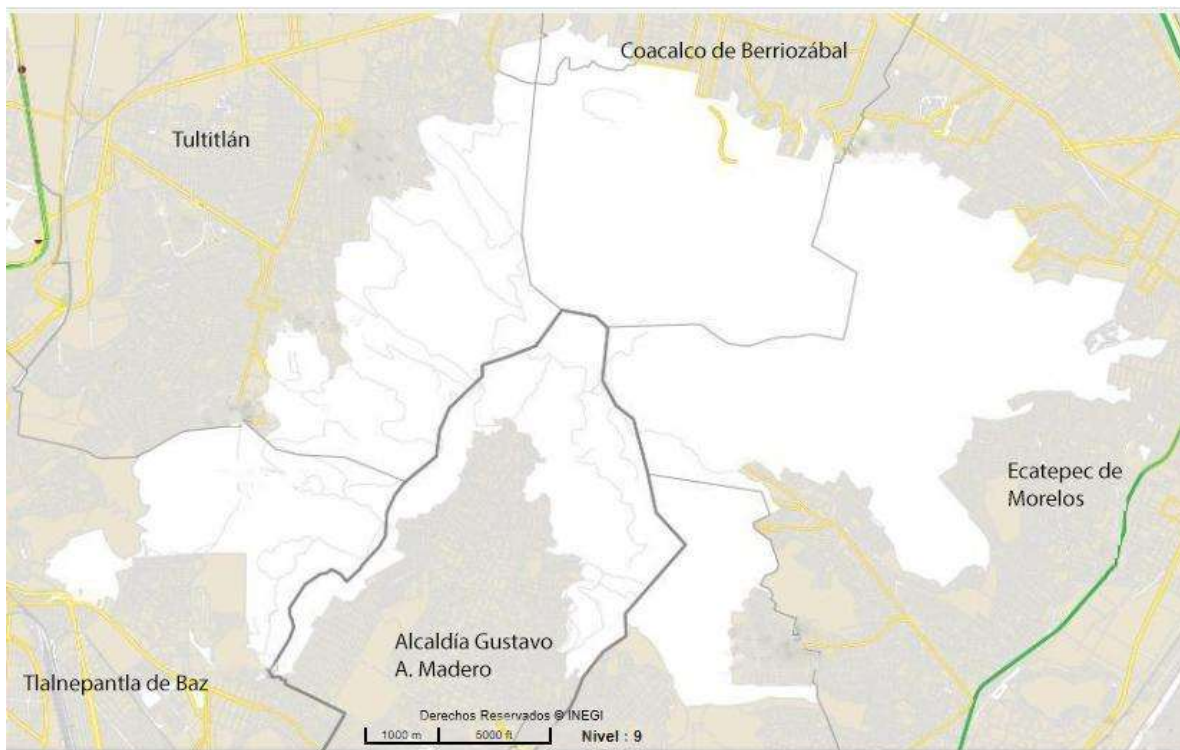 Coacalco de Berriozábal
Tultitlán
Ecatepec de
Morelos
Alcaldía Gustavo
A. Madero
Tlalnepantla de Baz
Derechos Reservados © INEGI
1000 m 5000 ft Nivel : 9